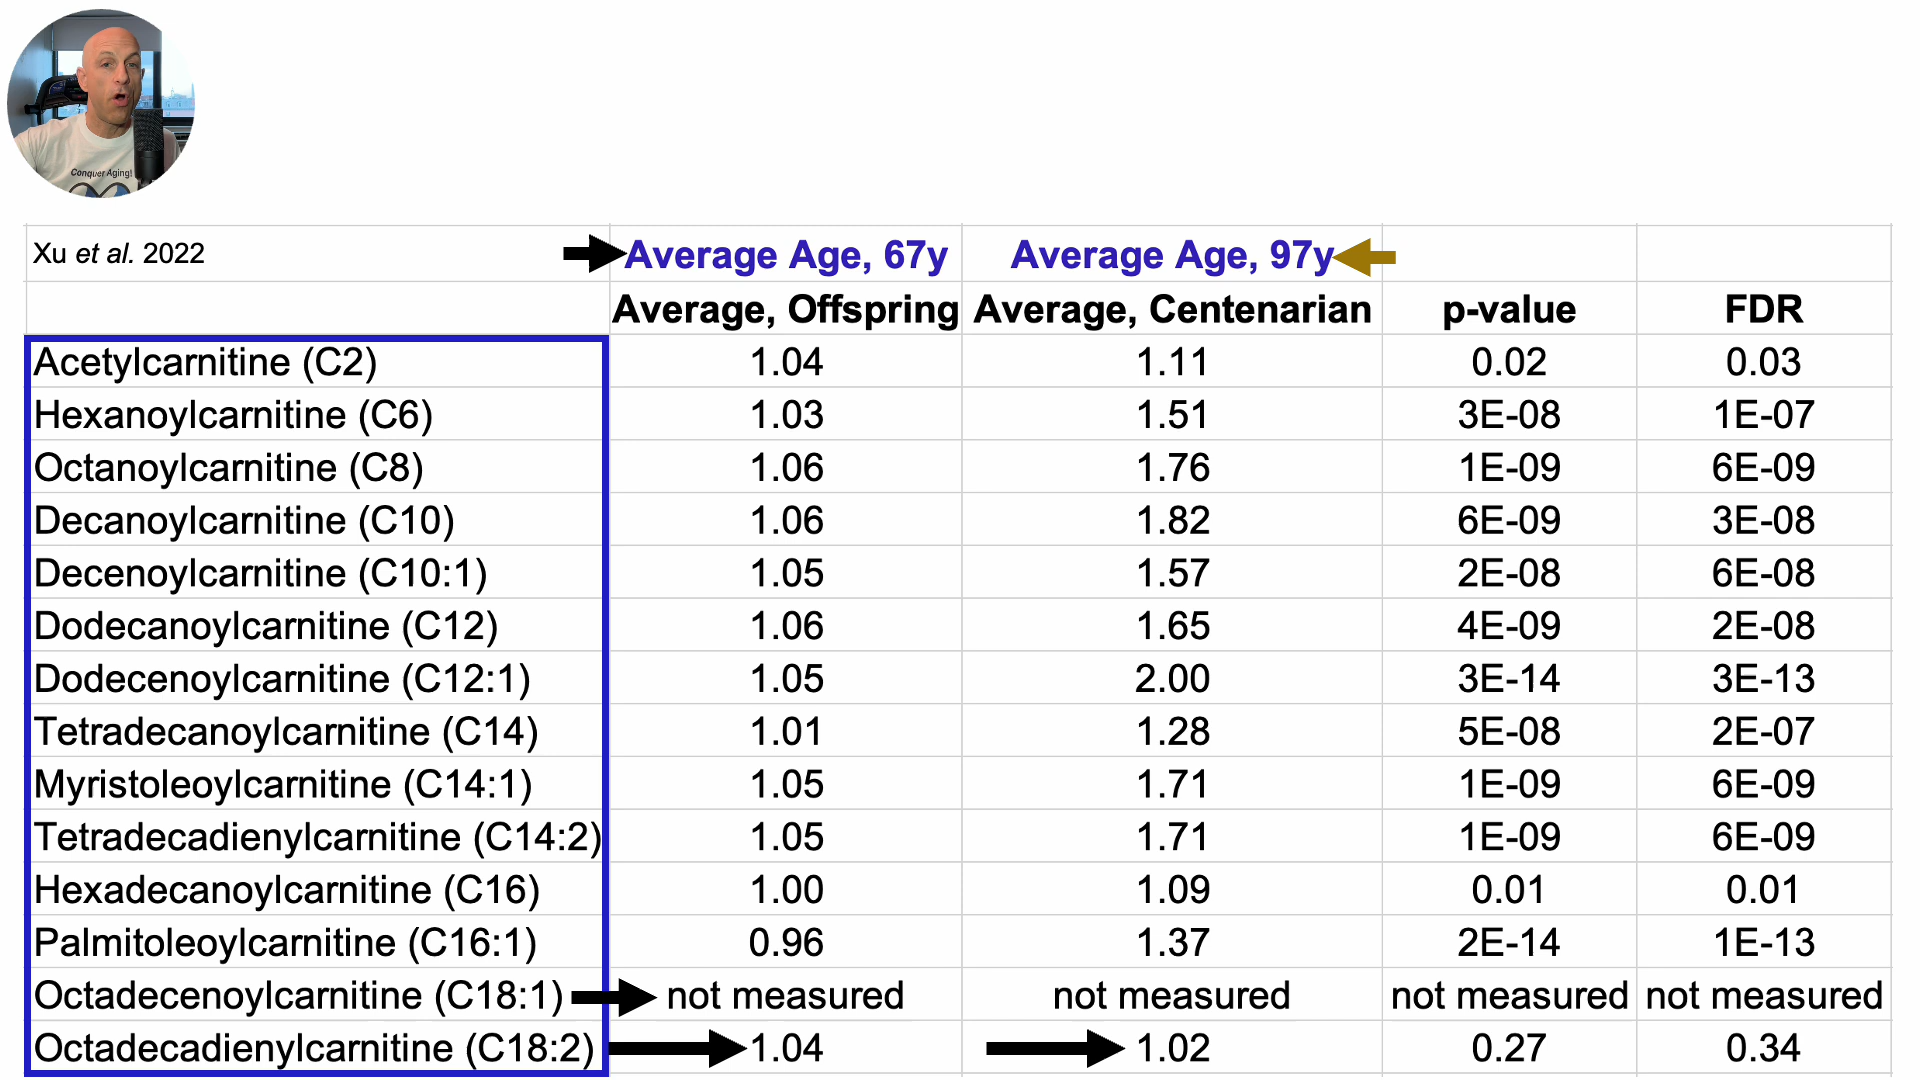 Conquer Aging!
Xu et al. 2022 Average Age, 67y Average Age, 97y
Average, Offspring Average, Centenarian p-value FDR
Acetylcarnitine (C2) 1.04 1.11 0.02 0.03
Hexanoylcarnitine (C6) 1.03 1.51 3E-08 1E-07
Octanoylcarnitine (C8) 1.06 1.76 1E-09 6E-09
Decanoylcarnitine (C10) 1.06 1.82 6E-09 3E-08
Decenoylcarnitine (C10:1) 1.05 1.57 2E-08 6E-08
Dodecanoylcarnitine (C12) 1.06 1.65 4E-09 2E-08
Dodecenoylcarnitine (C12:1) 1.05 2.00 3E-14 3E-13
Tetradecanoylcarnitine (C14) 1.01 1.28 5E-08 2E-07
Myristoleoylcarnitine (C14:1) 1.05 1.71 1E-09 6E-09
Tetradecadienylcarnitine (C14:2) 1.05 1.71 1E-09 6E-09
Hexadecanoylcarnitine (C16) 1.00 1.09 0.01 0.01
Palmitoleoylcarnitine (C16:1) 0.96 1.37 2E-14 1E-13
Octadecenoylcarnitine (C18:1) not measured not measured not measured not measured
Octadecadienylcarnitine (C18:2) 1.04 1.02 0.27 0.34